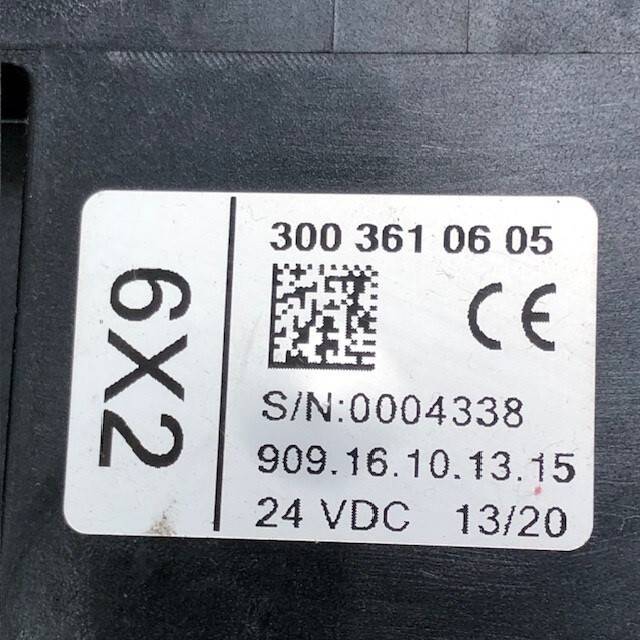 6X2
300 361 06 05
CE
S/N:0004338
909.16.10.13.15
24 VDC 13/20